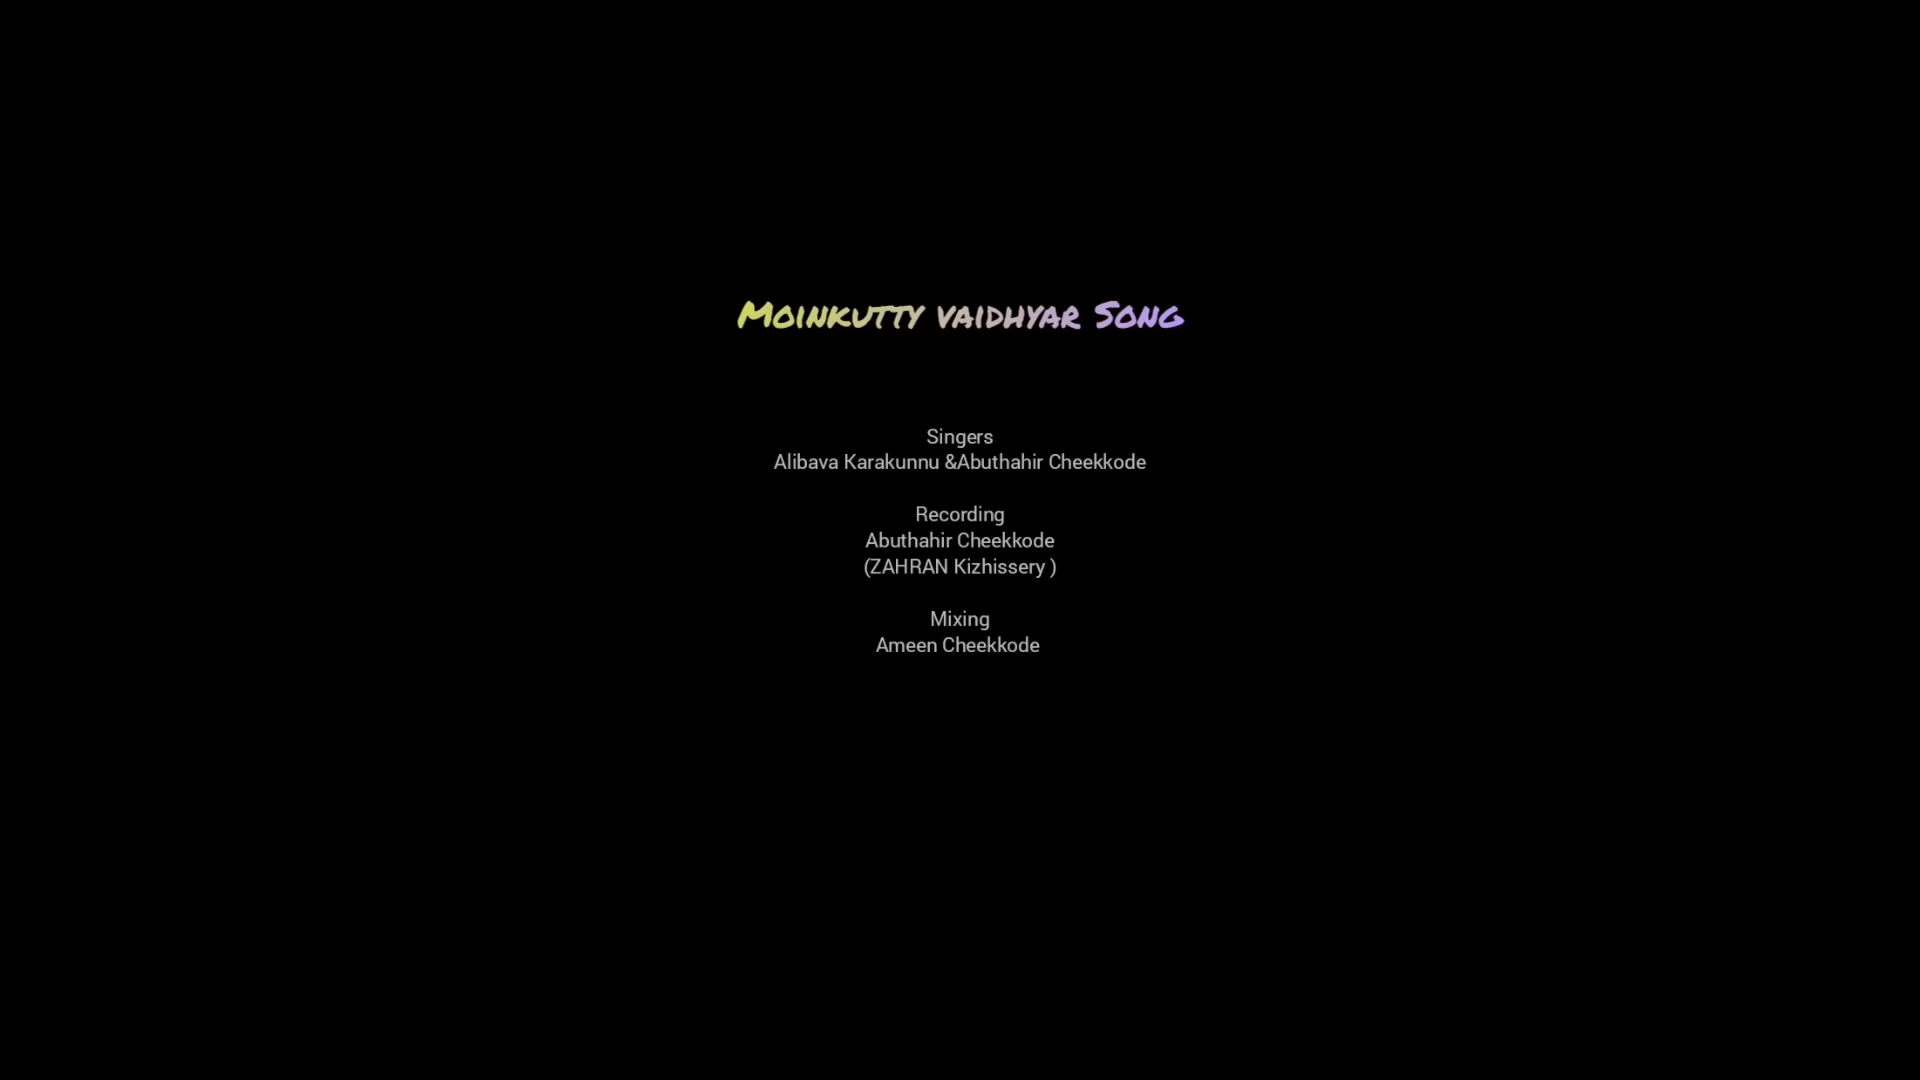 Moinkutty vaidhyar Song
Singers
Alibava Karakunnu &Abuthahir Cheekkode
Recording
Abuthahir Cheekkode
(ZAHRAN Kizhissery )
Mixing
Ameen Cheekkode